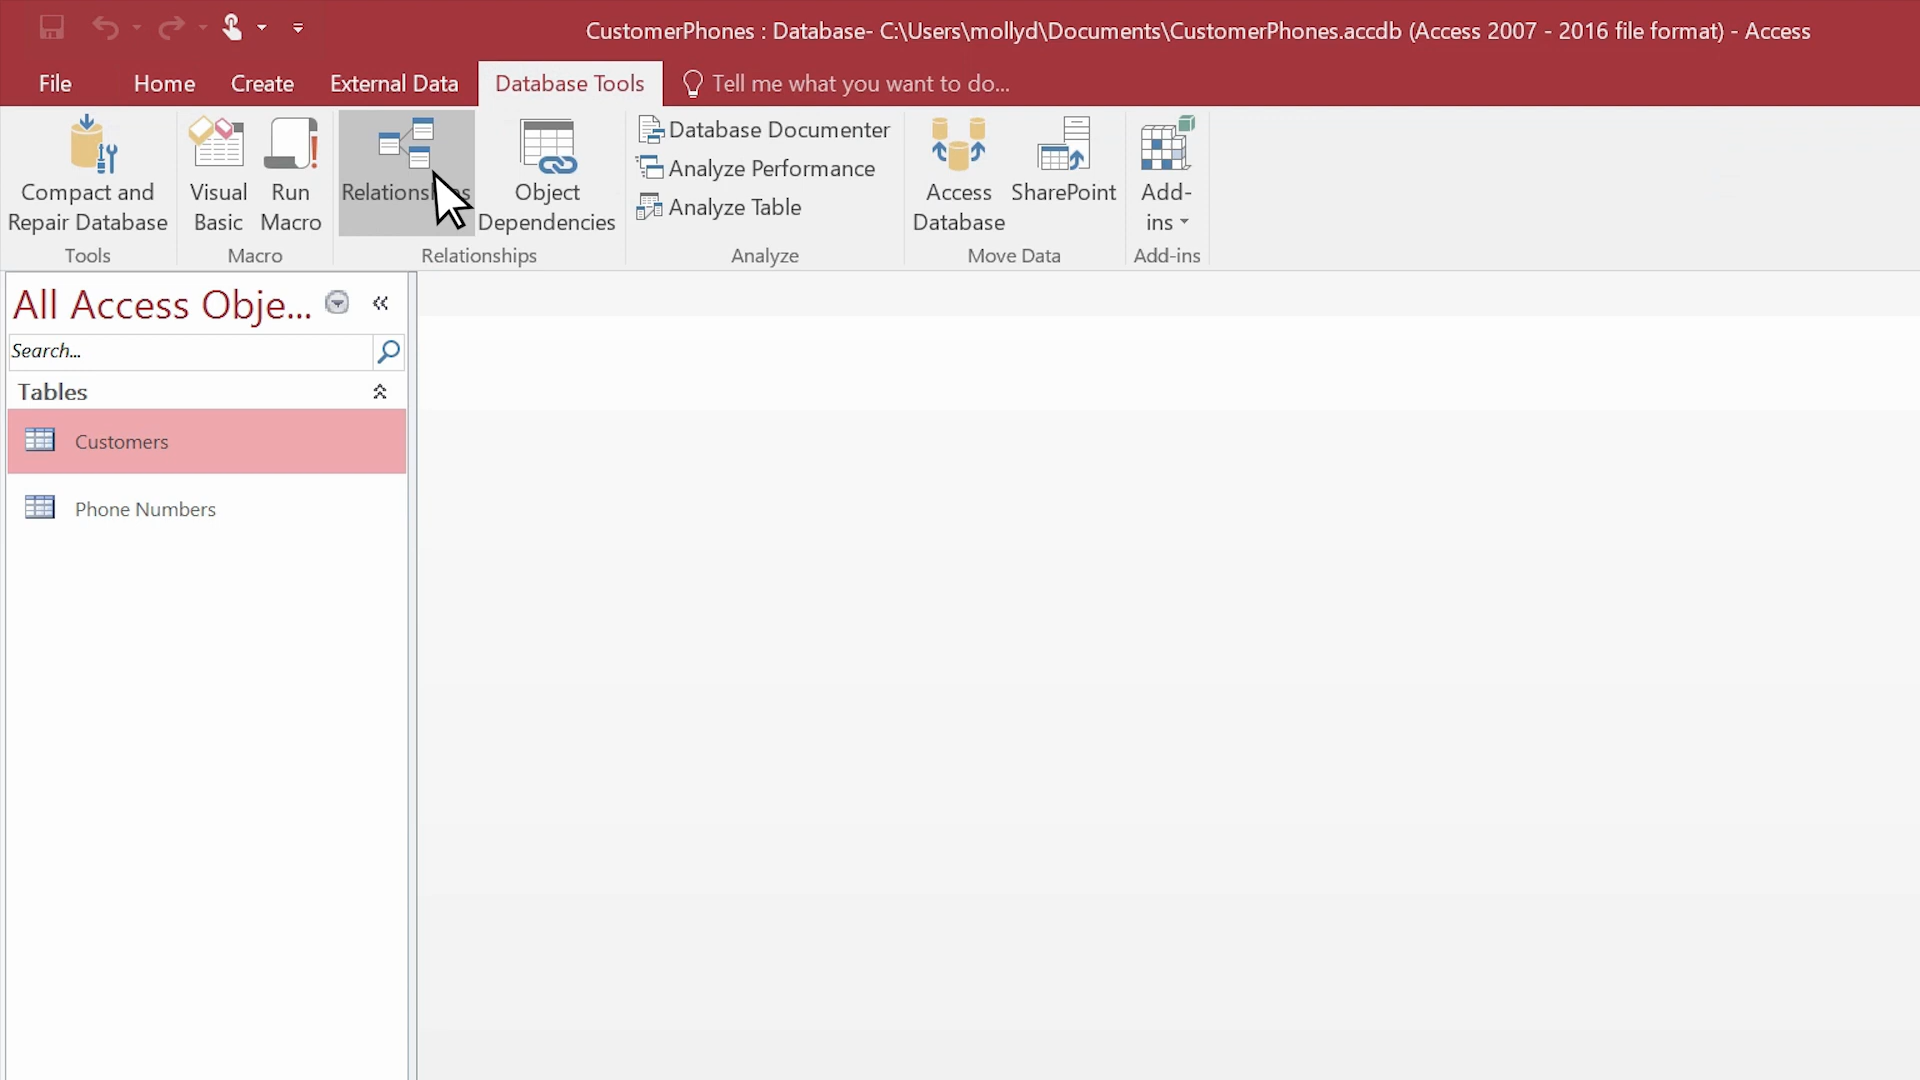 CustomerPhones : Database- C:\Users\mollyd\Documents\CustomerPhones.accdb (Access 2007 - 2016 file format) - Access
File Home Create External Data Database Tools Tell me what you want to do...
Compact and
Repair Database
Tools
Visual
Basic
Run
Macro
Macro
Relationships
Object
Dependencies
Relationships
Database Documenter
Analyze Performance
Analyze Table
Analyze
Access
Database
SharePoint
Move Data
Add-
ins
Add-ins
All Access Obje...
Search...
Tables
Customers
Phone Numbers